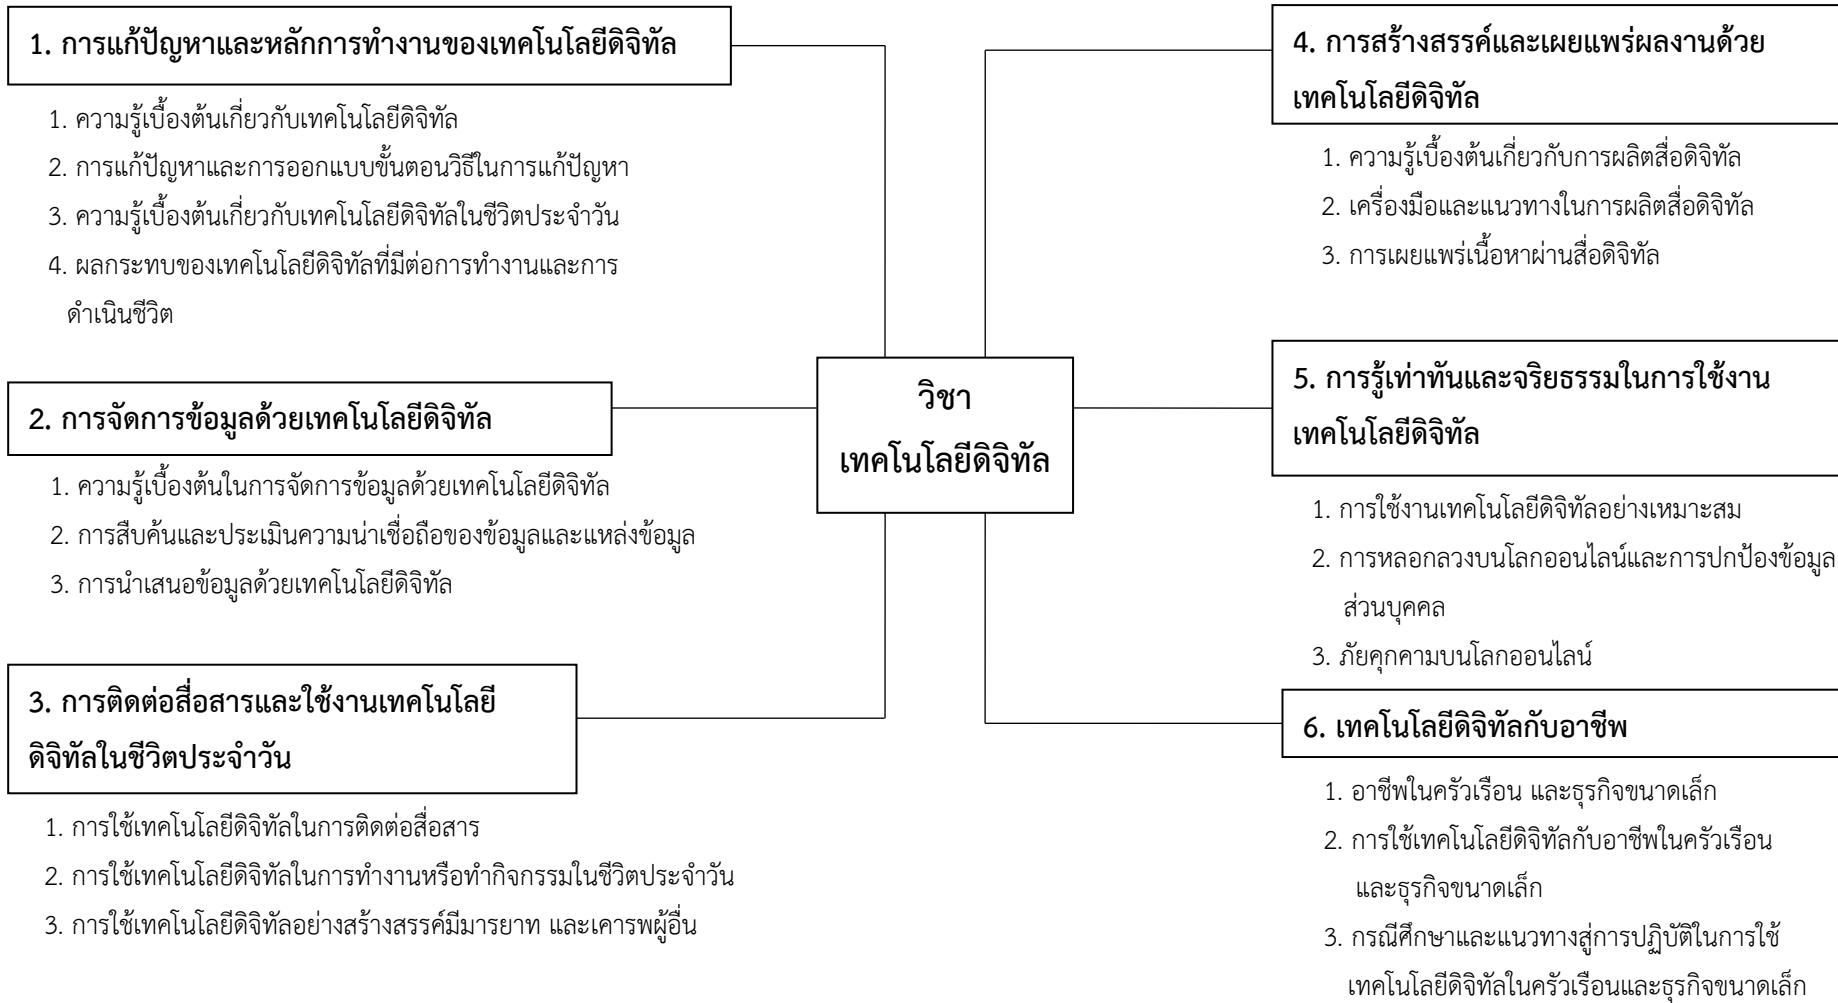 1. การแก้ปัญหาและหลักการทำงานของเทคโนโลยีดิจิทัล
1. ความรู้เบื้องต้นเกี่ยวกับเทคโนโลยีดิจิทัล
2. การแก้ปัญหาและการออกแบบขั้นตอนวิธีในการแก้ปัญหา
3. ความรู้เบื้องต้นเกี่ยวกับเทคโนโลยีดิจิทัลในชีวิตประจำวัน
4. ผลกระทบของเทคโนโลยีดิจิทัลที่มีต่อการทำงานและการ
ดำเนินชีวิต
2. การจัดการข้อมูลด้วยเทคโนโลยีดิจิทัล
1. ความรู้เบื้องต้นในการจัดการข้อมูลด้วยเทคโนโลยีดิจิทัล
2. การสืบค้นและประเมินความน่าเชื่อถือของข้อมูลและแหล่งข้อมูล
3. การนำเสนอข้อมูลด้วยเทคโนโลยีดิจิทัล
3. การติดต่อสื่อสารและใช้งานเทคโนโลยี
ดิจิทัลในชีวิตประจำวัน
1. การใช้เทคโนโลยีดิจิทัลในการติดต่อสื่อสาร
2. การใช้เทคโนโลยีดิจิทัลในการทำงานหรือทำกิจกรรมในชีวิตประจำวัน
3. การใช้เทคโนโลยีดิจิทัลอย่างสร้างสรรค์มีมารยาท และเคารพผู้อื่น
วิชา
เทคโนโลยีดิจิทัล
4. การสร้างสรรค์และเผยแพร่ผลงานด้วย
เทคโนโลยีดิจิทัล
1. ความรู้เบื้องต้นเกี่ยวกับการผลิตสื่อดิจิทัล
2. เครื่องมือและแนวทางในการผลิตสื่อดิจิทัล
3. การเผยแพร่เนื้อหาผ่านสื่อดิจิทัล
5. การรู้เท่าทันและจริยธรรมในการใช้งาน
เทคโนโลยีดิจิทัล
1. การใช้งานเทคโนโลยีดิจิทัลอย่างเหมาะสม
2. การหลอกลวงบนโลกออนไลน์และการปกป้องข้อมูล
ส่วนบุคคล
3. ภัยคุกคามบนโลกออนไลน์
6. เทคโนโลยีดิจิทัลกับอาชีพ
1. อาชีพในครัวเรือน และธุรกิจขนาดเล็ก
2. การใช้เทคโนโลยีดิจิทัลกับอาชีพในครัวเรือน
และธุรกิจขนาดเล็ก
3. กรณีศึกษาและแนวทางสู่การปฏิบัติในการใช้
เทคโนโลยีดิจิทัลในครัวเรือนและธุรกิจขนาดเล็ก